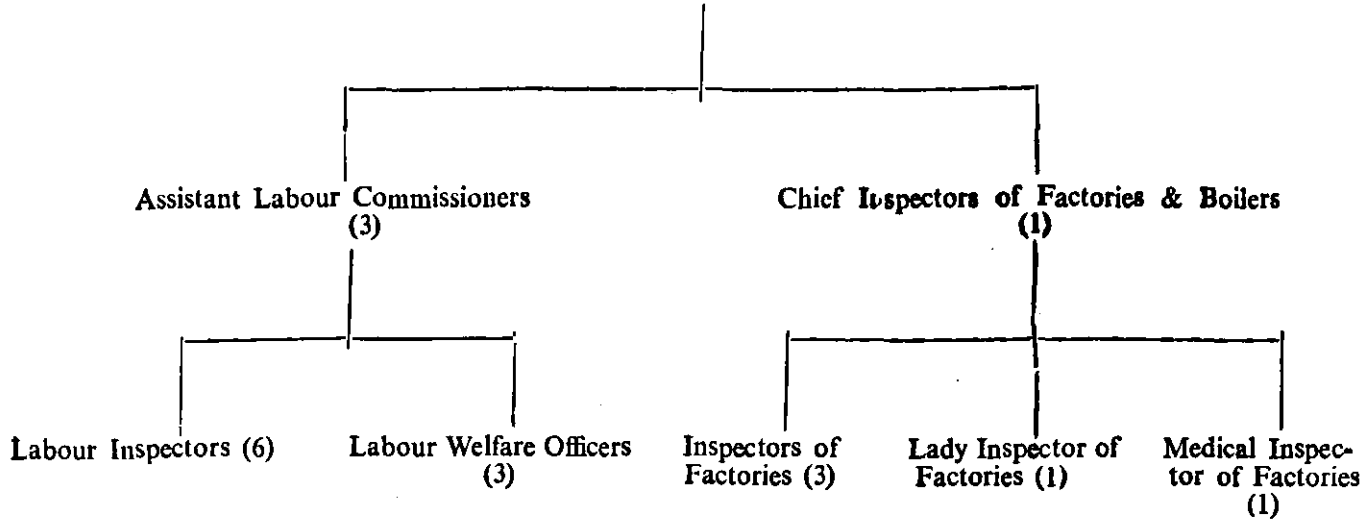 Assistant Labour Commissioners
(3)
Chief Inspectors of Factories & Boilers
(1)
Labour Inspectors (6)
Labour Welfare Officers
(3)
Inspectors of
Factories (3)
Lady Inspector of
Factories (1)
Medical Inspec-
tor of Factories
(1)